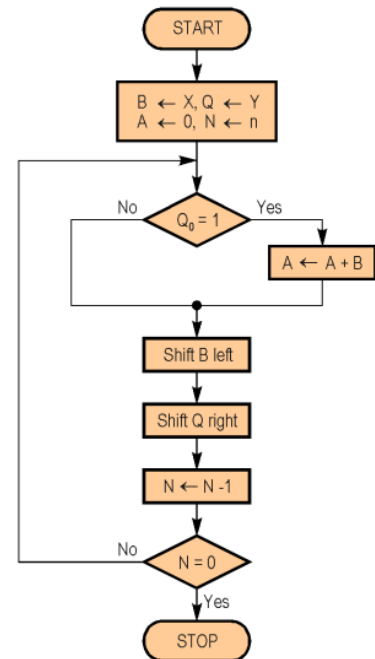 START
B ← X, Q ← Y
A ← 0, N ← n
No
Q₀ = 1
Yes
A ← A + B
Shift B left
Shift Q right
N ← N -1
No
N = 0
Yes
STOP